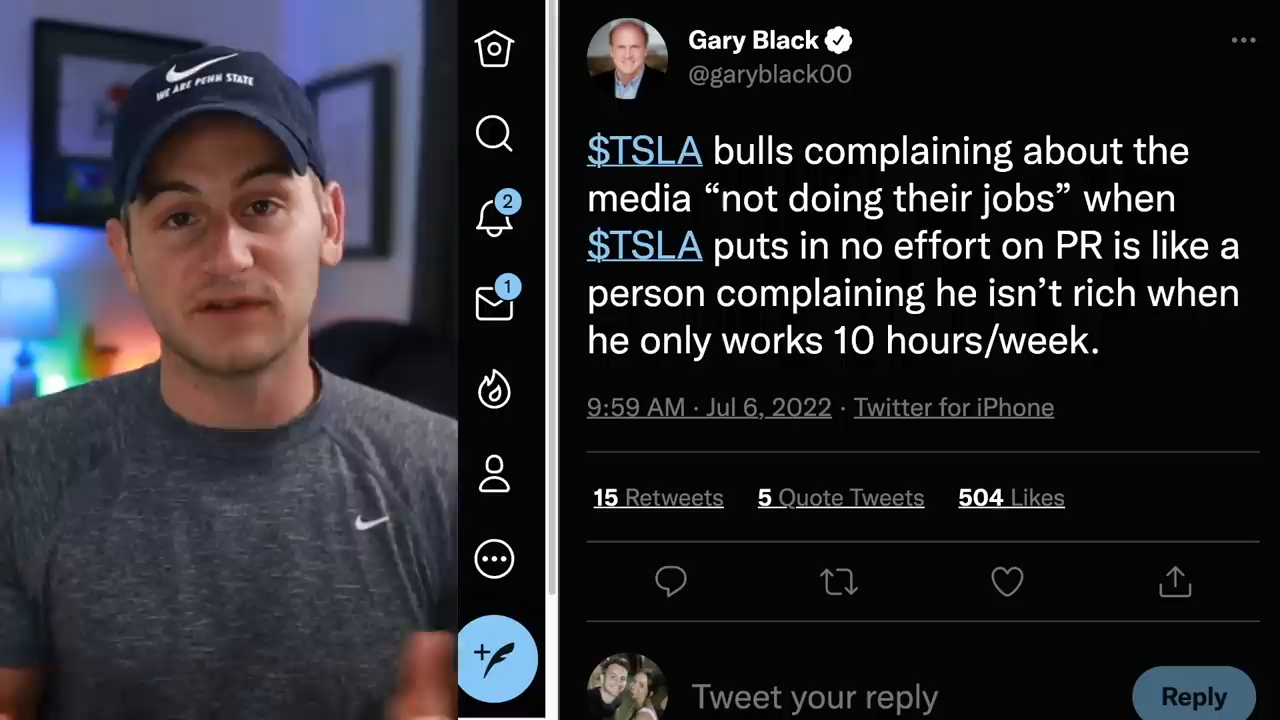 WE ARE PENN STATE
2
1
Gary Black
@garyblack00
$TSLA bulls complaining about the
media “not doing their jobs” when
$TSLA puts in no effort on PR is like a
person complaining he isn’t rich when
he only works 10 hours/week.
9:59 AM · Jul 6, 2022 · Twitter for iPhone
15 Retweets 5 Quote Tweets 504 Likes
Tweet your reply
Reply